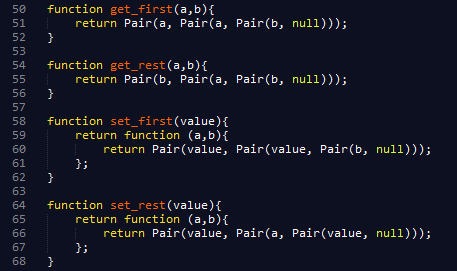 50 function get_first(a,b){
51     return Pair(a, Pair(a, Pair(b, null)));
52 }
53
54 function get_rest(a,b){
55     return Pair(b, Pair(a, Pair(b, null)));
56 }
57
58 function set_first(value){
59     return function (a,b){
60         return Pair(value, Pair(value, Pair(b, null)));
61     };
62 }
63
64 function set_rest(value){
65     return function (a,b){
66         return Pair(value, Pair(a, Pair(value, null)));
67     };
68 }